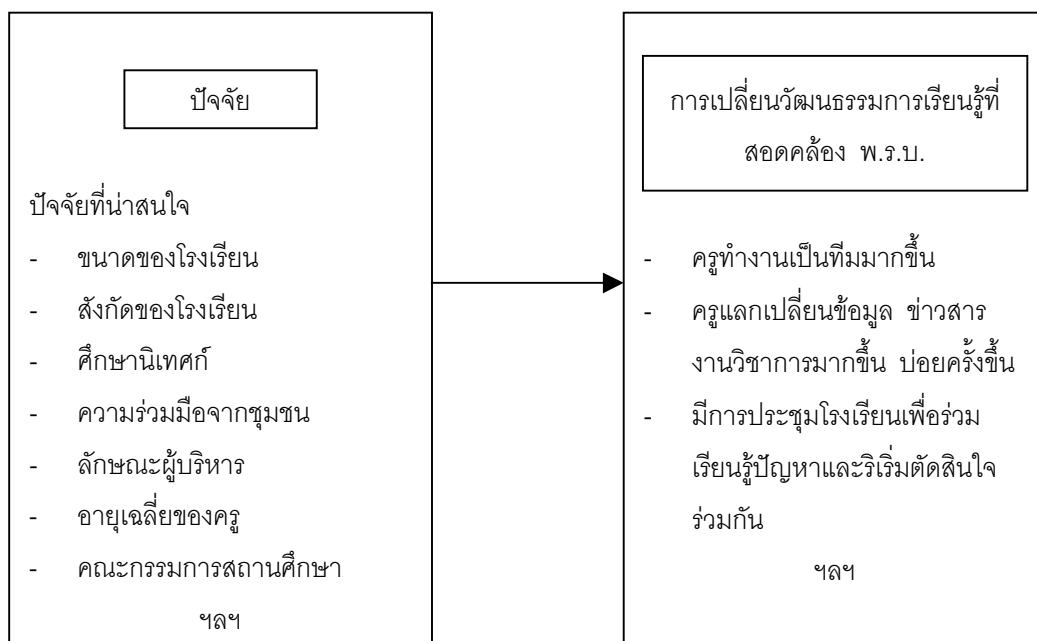 ปัจจัย
ปัจจัยที่น่าสนใจ
- ขนาดของโรงเรียน
- สังกัดของโรงเรียน
- ศึกษานิเทศก์
- ความร่วมมือจากชุมชน
- ลักษณะผู้บริหาร
- อายุเฉลี่ยของครู
- คณะกรรมการสถานศึกษา
ฯลฯ
การเปลี่ยนวัฒนธรรมการเรียนรู้ที่
สอดคล้อง พ.ร.บ.
- ครูทำงานเป็นทีมมากขึ้น
- ครูแลกเปลี่ยนข้อมูล ข่าวสาร
งานวิชาการมากขึ้น บ่อยครั้งขึ้น
- มีการประชุมโรงเรียนเพื่อร่วม
เรียนรู้ปัญหาและริเริ่มตัดสินใจ
ร่วมกัน
ฯลฯ